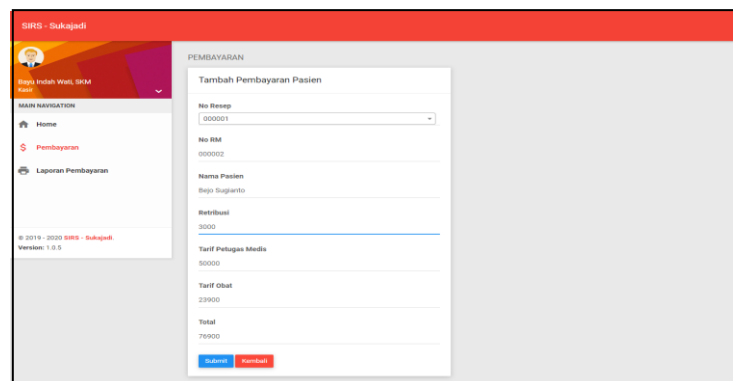 SIRS - Sukajadi
Bayu Indah Wati, SKM
Kasir
MAIN NAVIGATION
Home
Pembayaran
Laporan Pembayaran
© 2019 - 2020 SIRS - Sukajadi.
Version: 1.0.5
PEMBAYARAN
Tambah Pembayaran Pasien
No Resep
000001
No RM
000002
Nama Pasien
Bejo Sugianto
Retribusi
3000
Tarif Petugas Medis
50000
Tarif Obat
23900
Total
76900
Submit Kembali